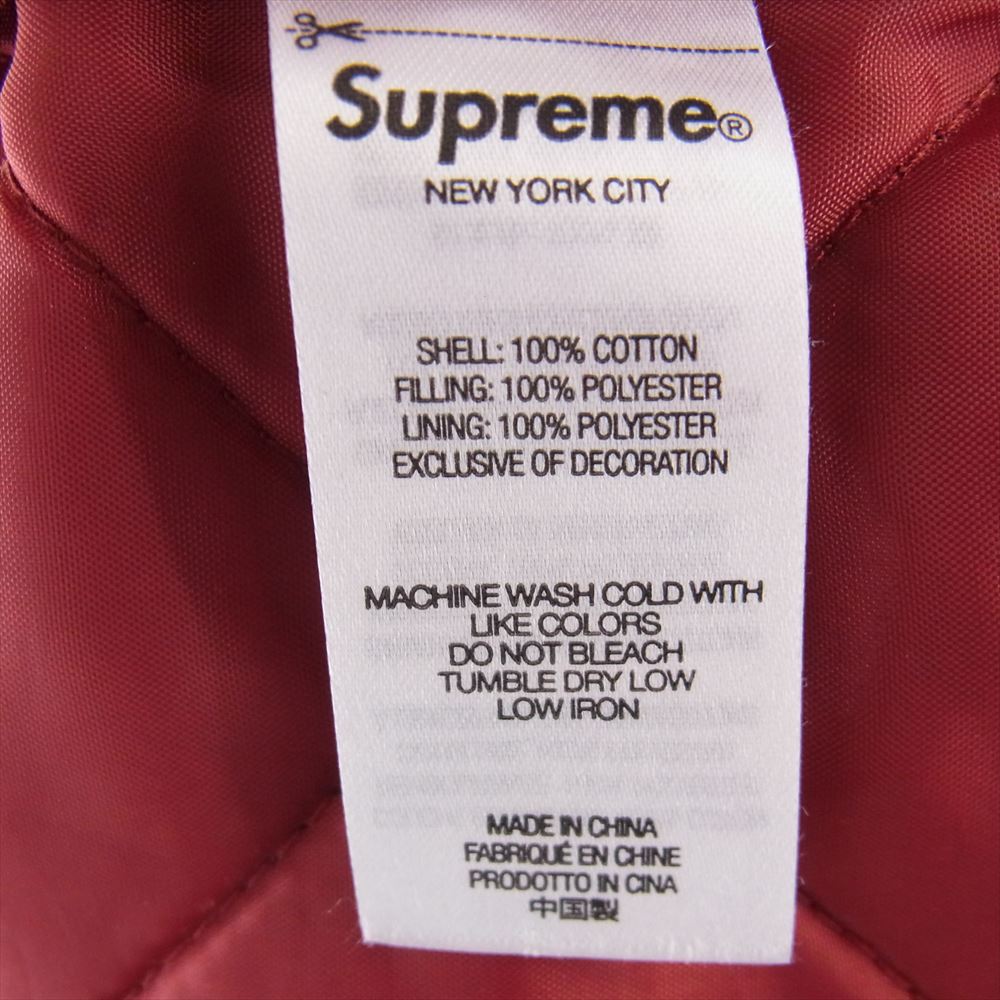 Supreme®
NEW YORK CITY
SHELL: 100% COTTON
FILLING: 100% POLYESTER
LINING: 100% POLYESTER
EXCLUSIVE OF DECORATION
MACHINE WASH COLD WITH
LIKE COLORS
DO NOT BLEACH
TUMBLE DRY LOW
LOW IRON
MADE IN CHINA
FABRIQUÉ EN CHINE
PRODOTTO IN CINA
中国製